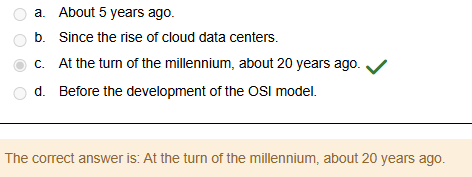 a. About 5 years ago.
b. Since the rise of cloud data centers.
c. At the turn of the millennium, about 20 years ago.
d. Before the development of the OSI model.
The correct answer is: At the turn of the millennium, about 20 years ago.